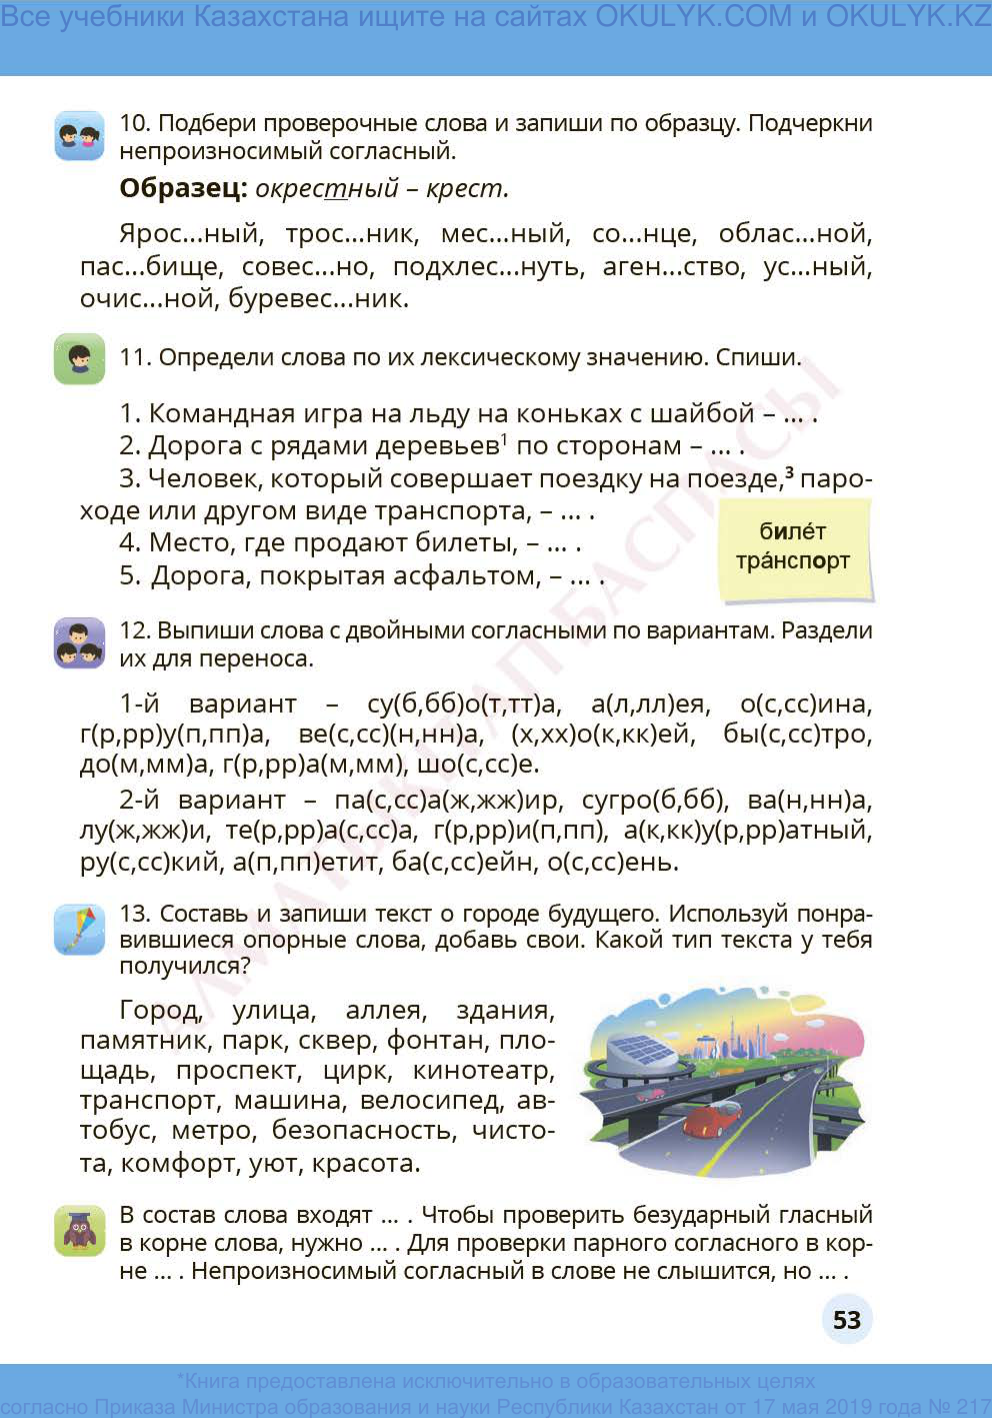 Все учебники Казахстана ищите на сайтах OKULYK.COM и OKULYK.KZ
10. Подбери проверочные слова и запиши по образцу. Подчеркни
непроизносимый согласный.
Образец: окрестный – крест.
Ярос...ный, трос...ник, мес...ный, со...нце, облас...ной,
пас...бище, совес...но, подхлес...нуть, аген...ство, ус...ный,
очис...ной, буревес...ник.
11. Определи слова по их лексическому значению. Спиши.
1. Командная игра на льду на коньках с шайбой – ... .
2. Дорога с рядами деревьев¹ по сторонам – ... .
3. Человек, который совершает поездку на поезде,³ паро-
ходе или другом виде транспорта, – ... .
4. Место, где продают билеты, – ... .
5. Дорога, покрытая асфальтом, – ... .
биле́т
тра́нспорт
12. Выпиши слова с двойными согласными по вариантам. Раздели
их для переноса.
1-й вариант – су(б,бб)о(т,тт)а, а(л,лл)ея, о(с,сс)ина,
г(р,рр)у(п,пп)а, ве(с,сс)(н,нн)а, (х,хх)о(к,кк)ей, бы(с,сс)тро,
до(м,мм)а, г(р,рр)а(м,мм), шо(с,сс)е.
2-й вариант – па(с,сс)а(ж,жж)ир, сугро(б,бб), ва(н,нн)а,
лу(ж,жж)и, те(р,рр)а(с,сс)а, г(р,рр)и(п,пп), а(к,кк)у(р,рр)атный,
ру(с,сс)кий, а(п,пп)етит, ба(с,сс)ейн, о(с,сс)ень.
АЛМАТЫКІТАП БАСПАСЫ
13. Составь и запиши текст о городе будущего. Используй понра-
вившиеся опорные слова, добавь свои. Какой тип текста у тебя
получился?
Город, улица, аллея, здания,
памятник, парк, сквер, фонтан, пло-
щадь, проспект, цирк, кинотеатр,
транспорт, машина, велосипед, ав-
тобус, метро, безопасность, чисто-
та, комфорт, уют, красота.
В состав слова входят ... . Чтобы проверить безударный гласный
в корне слова, нужно ... . Для проверки парного согласного в кор-
не ... . Непроизносимый согласный в слове не слышится, но ... .
53
*Книга предоставлена исключительно в образовательных целях
согласно Приказа Министра образования и науки Республики Казахстан от 17 мая 2019 года № 217